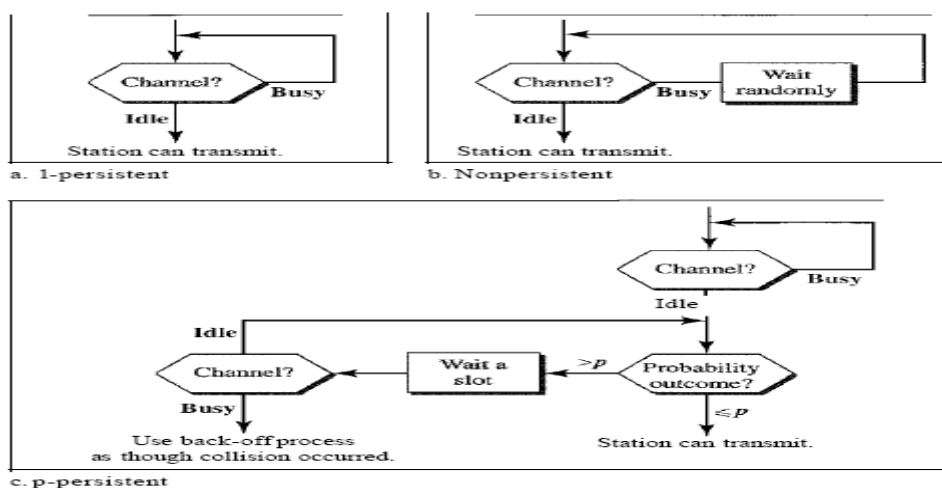 Channel?
Busy
Idle
Station can transmit.
a. 1-persistent
Channel?
Busy
Wait
randomly
Idle
Station can transmit.
b. Nonpersistent
Channel?
Busy
Idle
Idle
Channel?
Wait a
slot
>p
Probability
outcome?
Busy
≤p
Use back-off process
as though collision occurred.
Station can transmit.
c. p-persistent